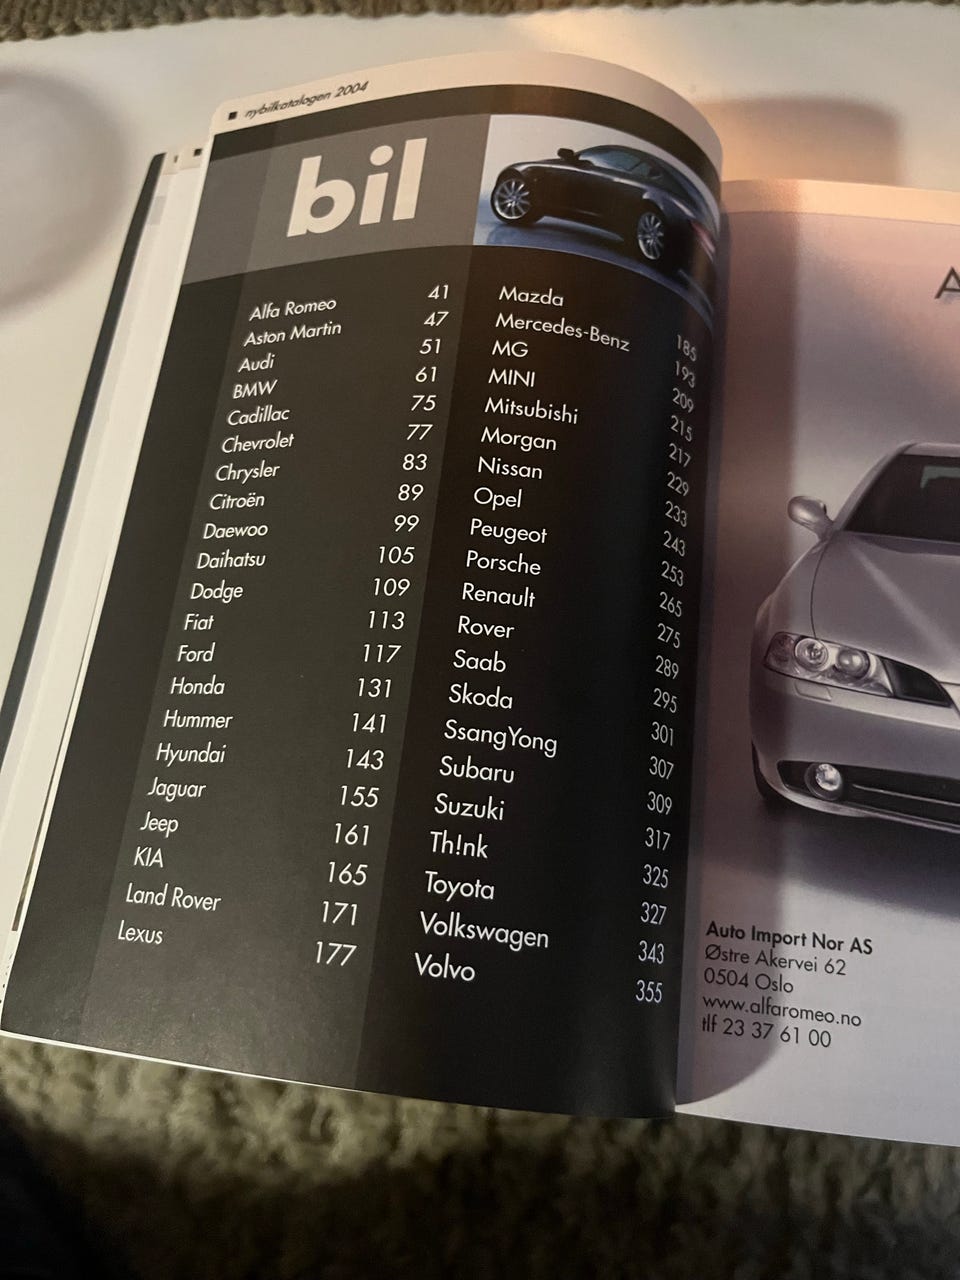 nybilkatalogen 2004
bil
Alfa Romeo 41
Aston Martin 47
Audi 51
BMW 61
Cadillac 75
Chevrolet 77
Chrysler 83
Citroën 89
Daewoo 99
Daihatsu 105
Dodge 109
Fiat 113
Ford 117
Honda 131
Hummer 141
Hyundai 143
Jaguar 155
Jeep 161
KIA 165
Land Rover 171
Lexus 177
Mazda 185
Mercedes-Benz 193
MG 209
MINI 215
Mitsubishi 217
Morgan 229
Nissan 233
Opel 243
Peugeot 253
Porsche 265
Renault 275
Rover 289
Saab 295
Skoda 301
SsangYong 307
Subaru 309
Suzuki 317
Th!nk 325
Toyota 327
Volkswagen 343
Volvo 355
Auto Import Nor AS
Østre Akervei 62
0504 Oslo
www.alfaromeo.no
tlf 23 37 61 00